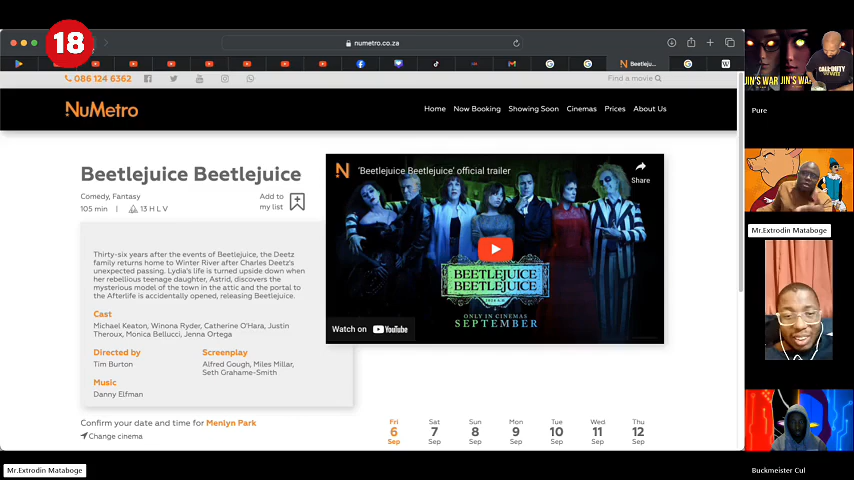 18
numetro.co.za
Beetleju...
086 124 6362
Find a movie
NuMetro
Home
Now Booking
Showing Soon
Cinemas
Prices
About Us
Beetlejuice Beetlejuice
Comedy, Fantasy
105 min | 13 H L V
Add to
my list
Thirty-six years after the events of Beetlejuice, the Deetz
family returns home to Winter River after Charles Deetz's
unexpected passing. Lydia's life is turned upside down when
her rebellious teenage daughter, Astrid, discovers the
mysterious model of the town in the attic and the portal to
the Afterlife is accidentally opened, releasing Beetlejuice.
Cast
Michael Keaton, Winona Ryder, Catherine O'Hara, Justin
Theroux, Monica Bellucci, Jenna Ortega
Directed by
Tim Burton
Screenplay
Alfred Gough, Miles Millar,
Seth Grahame-Smith
Music
Danny Elfman
'Beetlejuice Beetlejuice' official trailer
Share
BEETLEJUICE
BEETLEJUICE
ONLY IN CINEMAS
SEPTEMBER
Watch on YouTube
Confirm your date and time for Menlyn Park
Change cinema
Fri
6
Sep
Sat
7
Sep
Sun
8
Sep
Mon
9
Sep
Tue
10
Sep
Wed
11
Sep
Thu
12
Sep
JIN'S WAR
JIN'S WAR
CALL OF DUTY
Pure
Mr.Extrodin Mataboge
Mr.Extrodin Mataboge
Buckmeister Cul